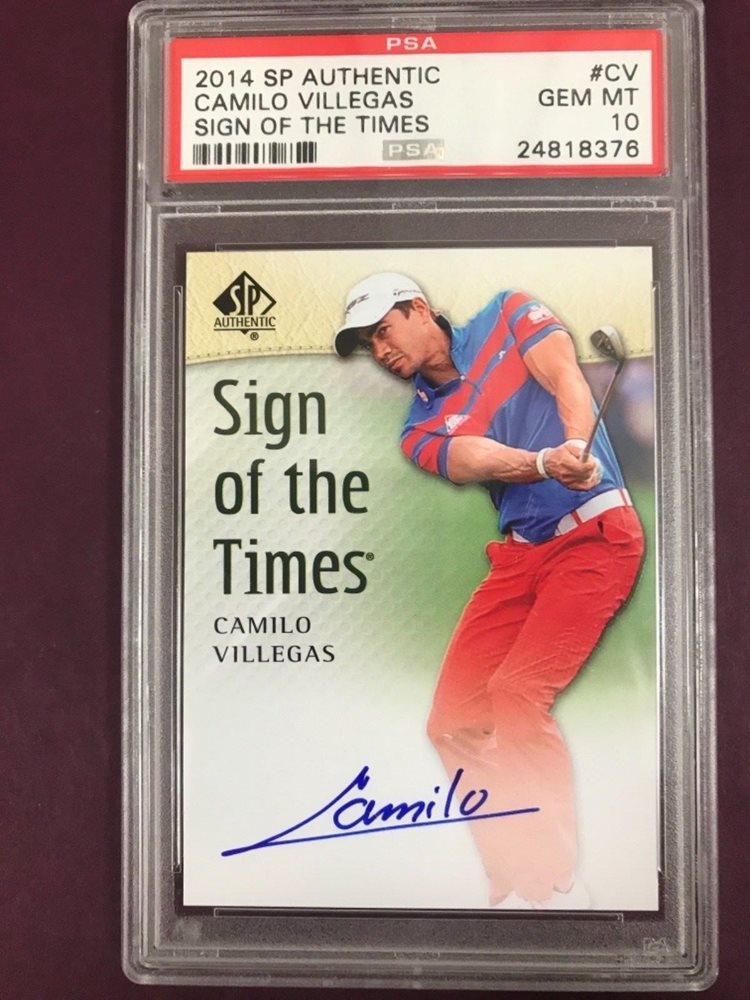 PSA
2014 SP AUTHENTIC #CV
CAMILO VILLEGAS GEM MT
SIGN OF THE TIMES 10
PSA 24818376
SP
AUTHENTIC
®
Sign
of the
Times®
CAMILO
VILLEGAS
Camilo